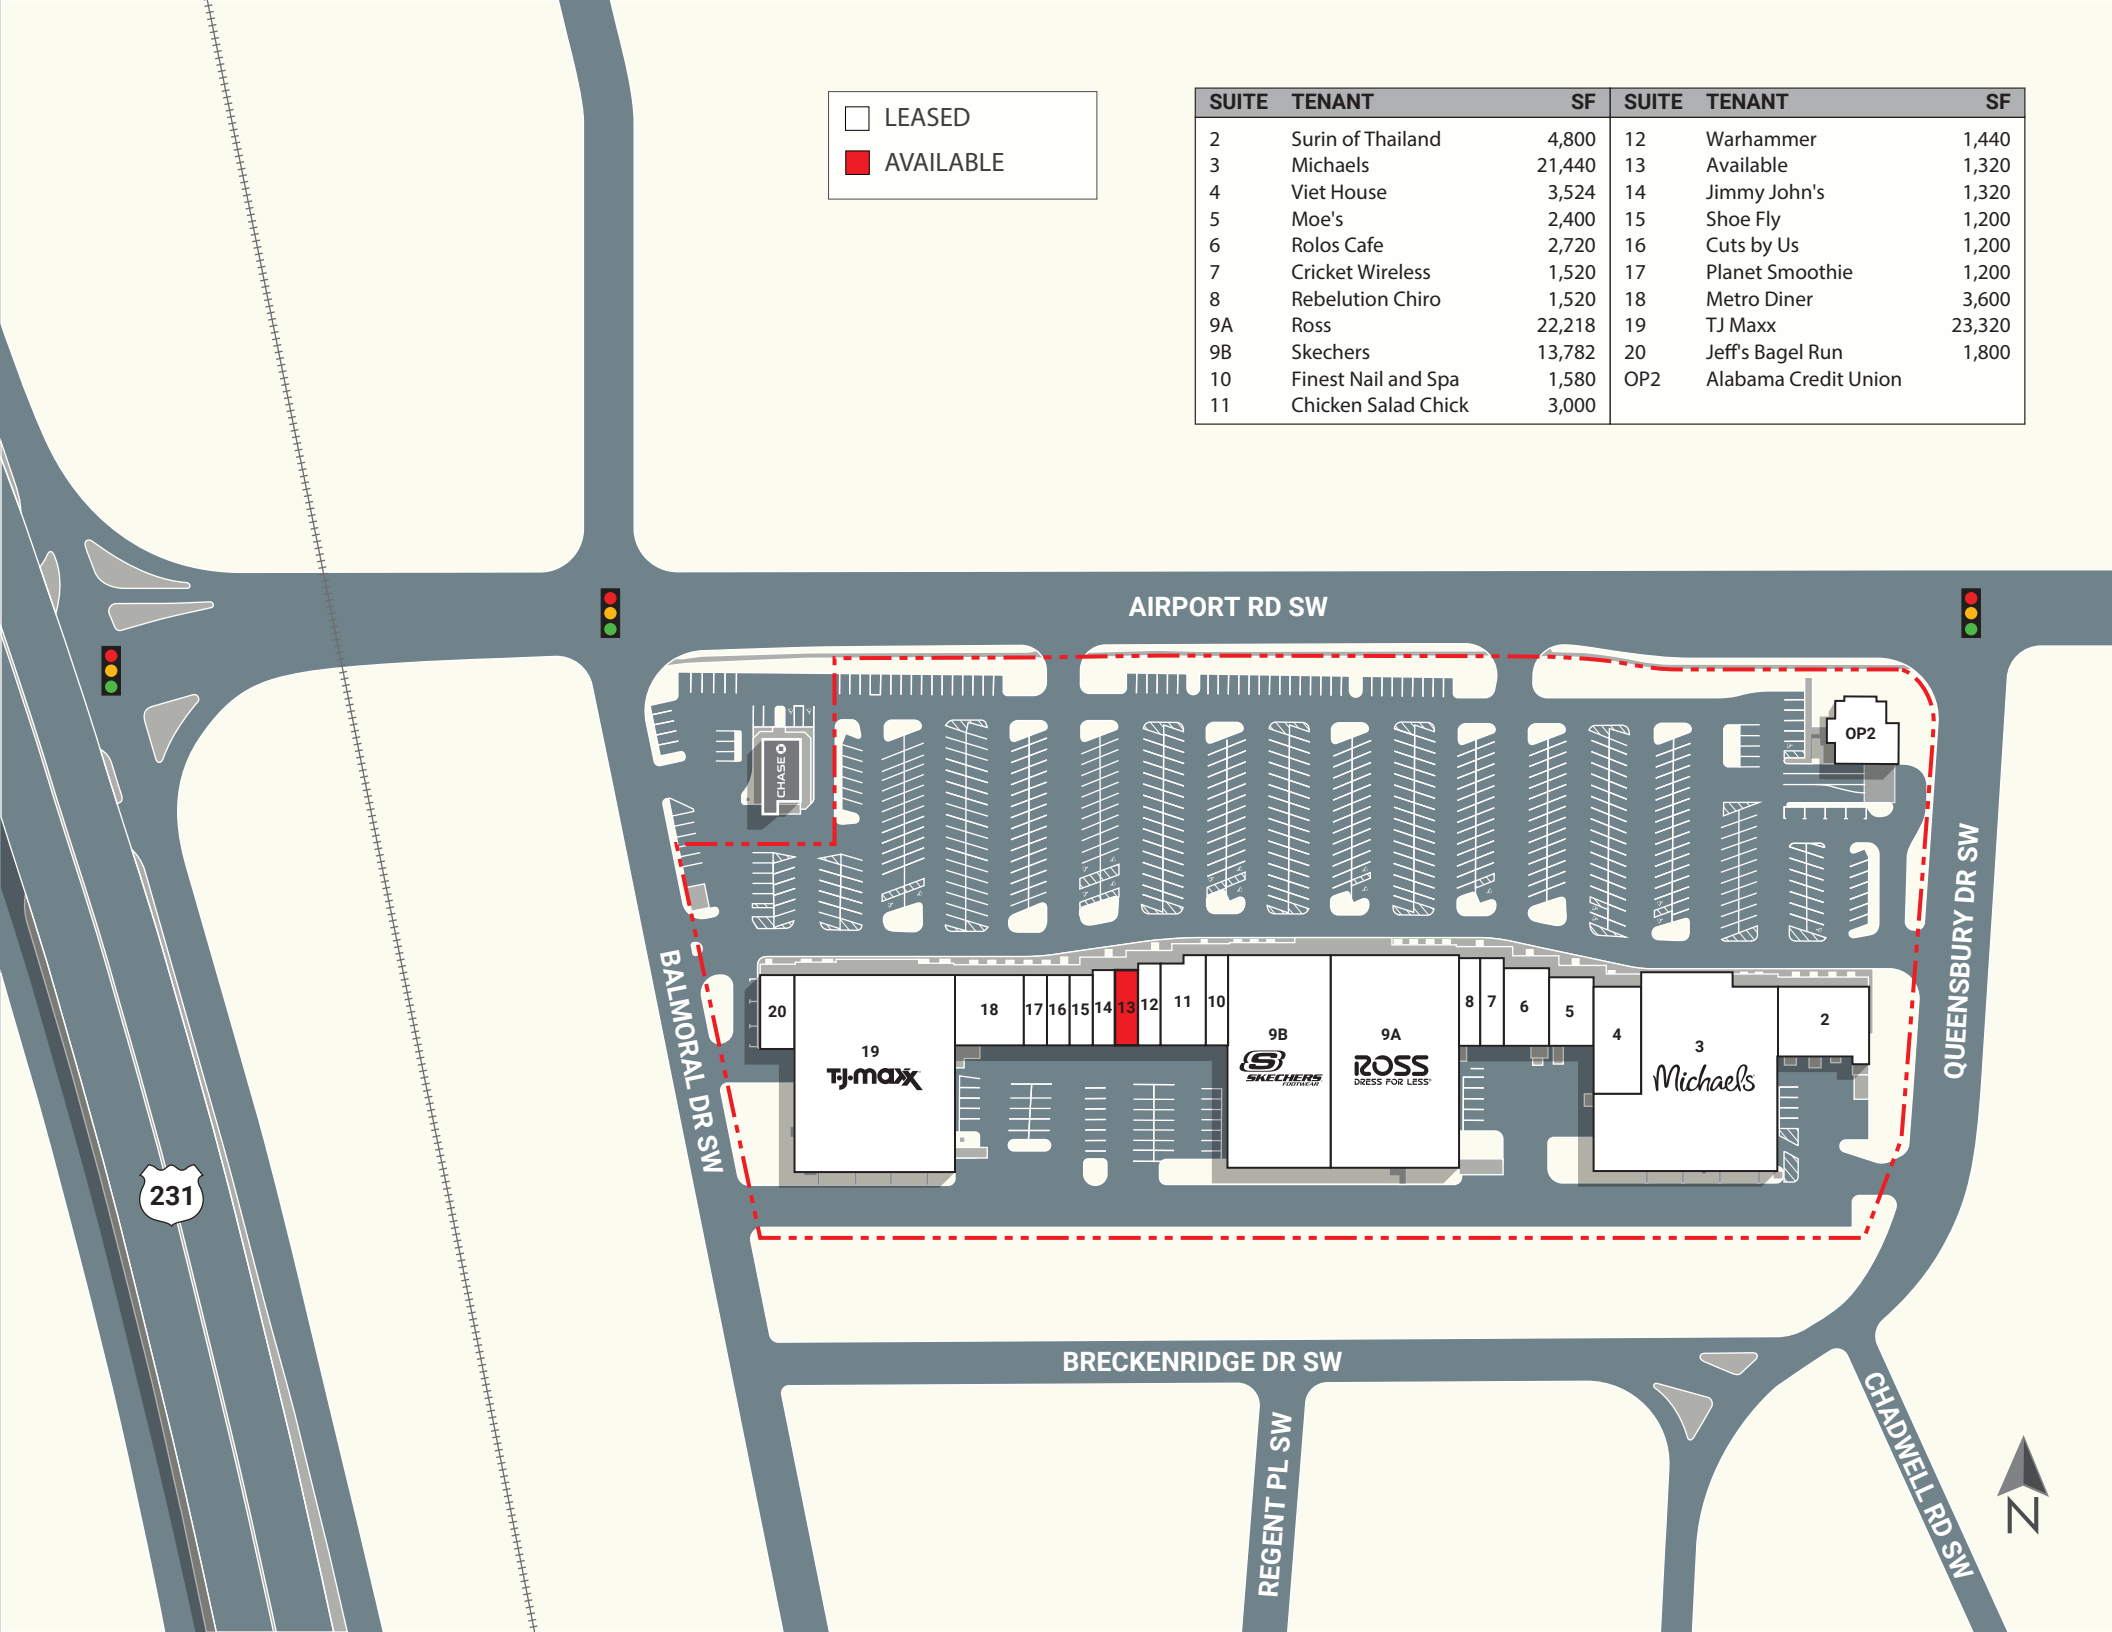 LEASED
AVAILABLE
SUITE TENANT SF SUITE TENANT SF
2 Surin of Thailand 4,800 12 Warhammer 1,440
3 Michaels 21,440 13 Available 1,320
4 Viet House 3,524 14 Jimmy John's 1,320
5 Moe's 2,400 15 Shoe Fly 1,200
6 Rolos Cafe 2,720 16 Cuts by Us 1,200
7 Cricket Wireless 1,520 17 Planet Smoothie 1,200
8 Rebelution Chiro 1,520 18 Metro Diner 3,600
9A Ross 22,218 19 TJ Maxx 23,320
9B Skechers 13,782 20 Jeff's Bagel Run 1,800
10 Finest Nail and Spa 1,580 OP2 Alabama Credit Union
11 Chicken Salad Chick 3,000
AIRPORT RD SW
OP2
CHASE
QUEENSBURY DR SW
BALMORAL DR SW
20
19
T.J.maxx
18
17
16
15
14
13
12
11
10
9B
SKECHERS
FOOTWEAR
9A
ROSS
DRESS FOR LESS
8
7
6
5
4
3
Michaels
2
231
BRECKENRIDGE DR SW
REGENT PL SW
CHADWELL RD SW
N